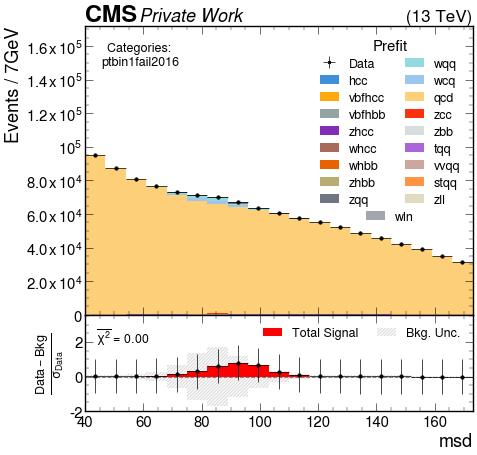 CMS Private Work (13 TeV)
Events / 7GeV
Categories:
ptbin1fail2016
Prefit
Data
hcc
vbfhcc
vbfhbb
zhcc
whcc
whbb
zhbb
zqq
wqq
wcq
qcd
zcc
zbb
tqq
vvqq
stqq
zll
wln
1.6 x 10⁵
1.4 x 10⁵
1.2 x 10⁵
10⁵
8.0 x 10⁴
6.0 x 10⁴
4.0 x 10⁴
2.0 x 10⁴
0
Data - Bkg
σData
χ² = 0.00
Total Signal
Bkg. Unc.
2
0
-2
40 60 80 100 120 140 160
msd